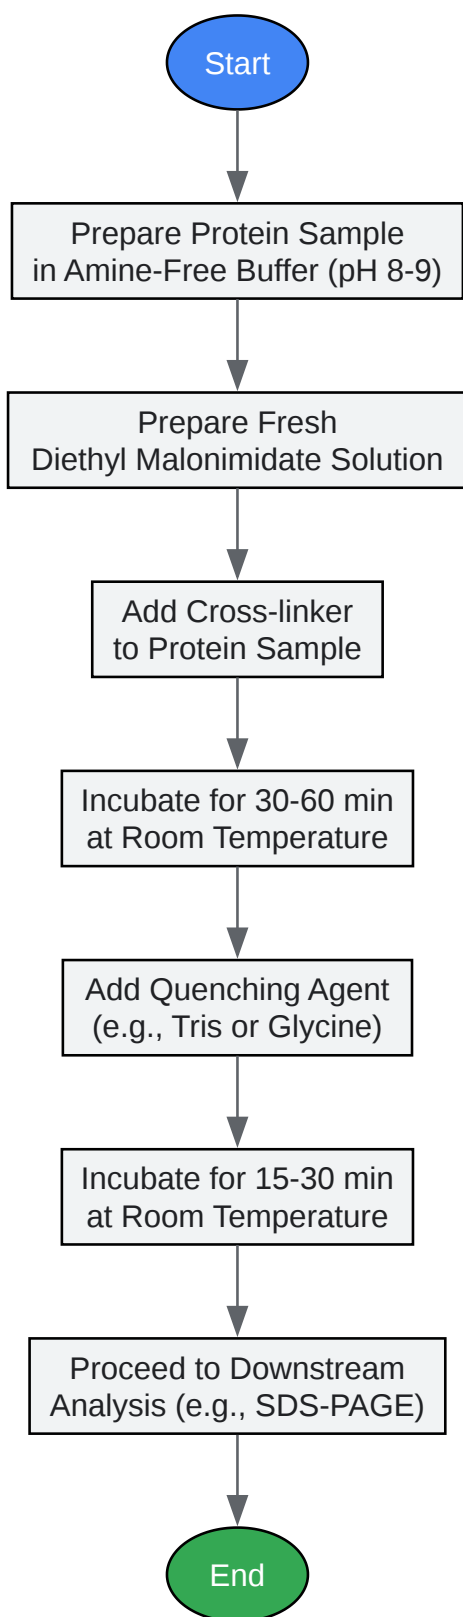 Start
Prepare Protein Sample
in Amine-Free Buffer (pH 8-9)
Prepare Fresh
Diethyl Malonimidate Solution
Add Cross-linker
to Protein Sample
Incubate for 30-60 min
at Room Temperature
Add Quenching Agent
(e.g., Tris or Glycine)
Incubate for 15-30 min
at Room Temperature
Proceed to Downstream
Analysis (e.g., SDS-PAGE)
End